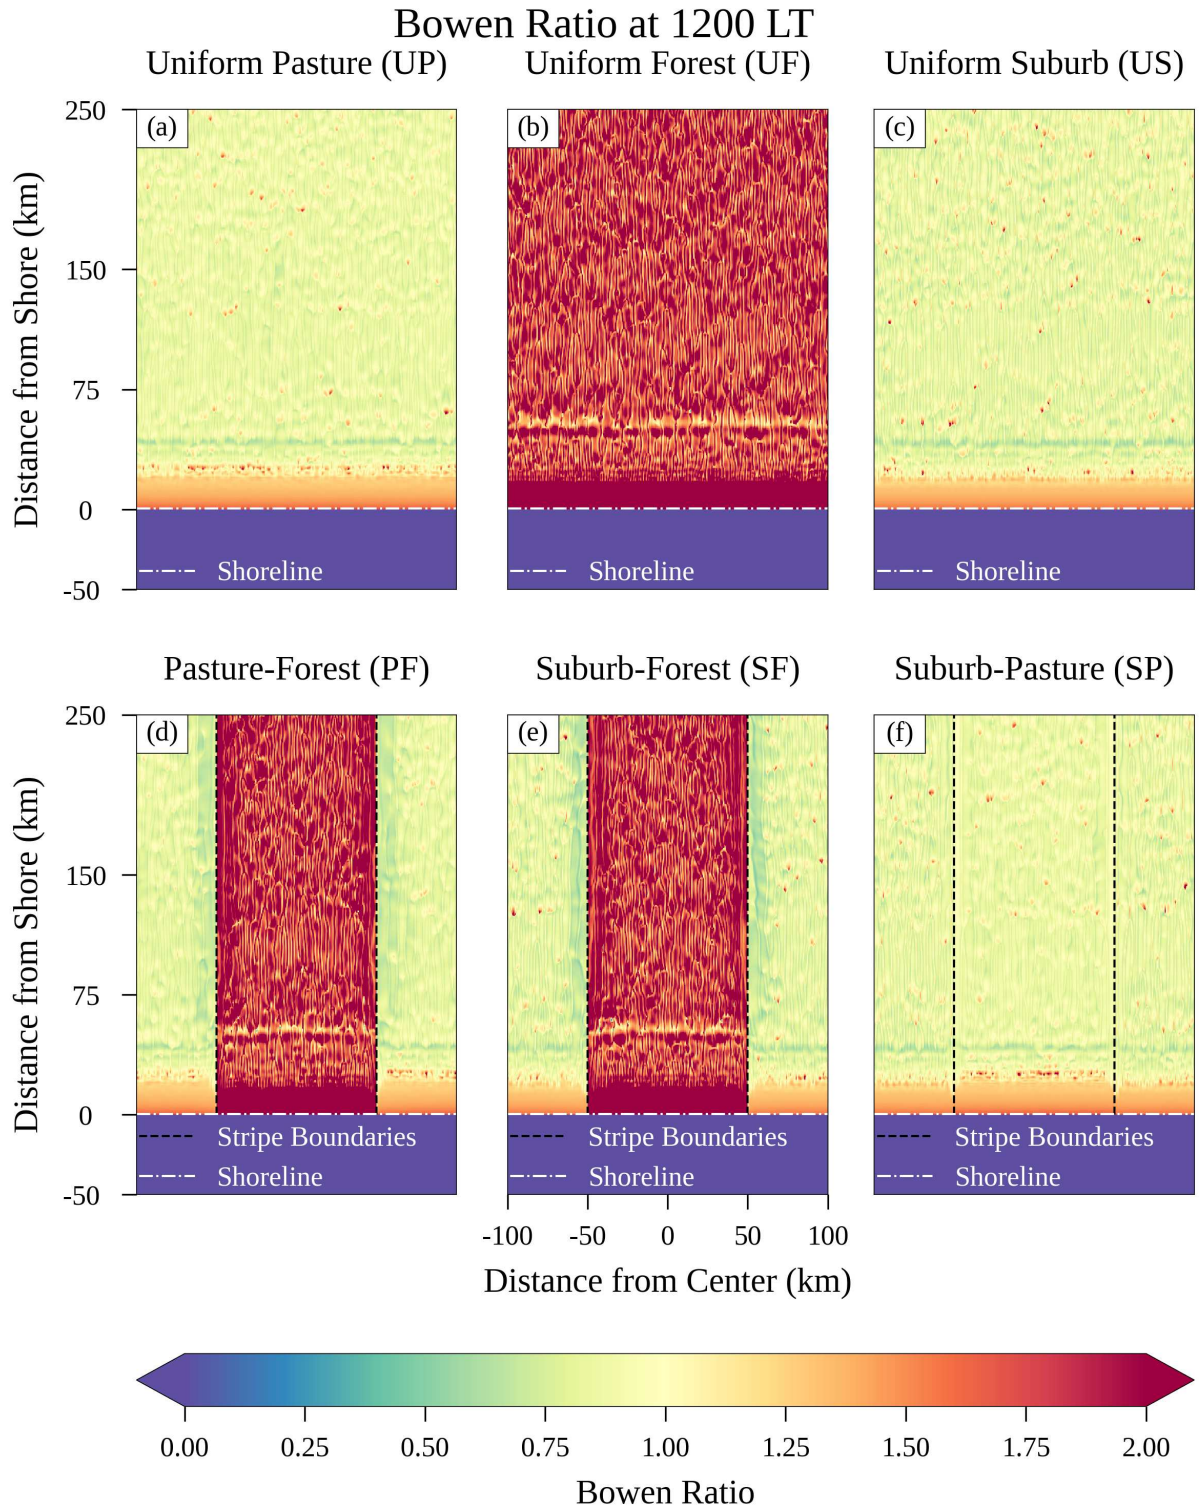 Bowen Ratio at 1200 LT
Uniform Pasture (UP)
Uniform Forest (UF)
Uniform Suburb (US)
(a)
(b)
(c)
250
150
75
0
-50
Distance from Shore (km)
Shoreline
Shoreline
Shoreline
Pasture-Forest (PF)
Suburb-Forest (SF)
Suburb-Pasture (SP)
(d)
(e)
(f)
250
150
75
0
-50
Distance from Shore (km)
Stripe Boundaries
Shoreline
Stripe Boundaries
Shoreline
Stripe Boundaries
Shoreline
-100 -50 0 50 100
Distance from Center (km)
0.00 0.25 0.50 0.75 1.00 1.25 1.50 1.75 2.00
Bowen Ratio